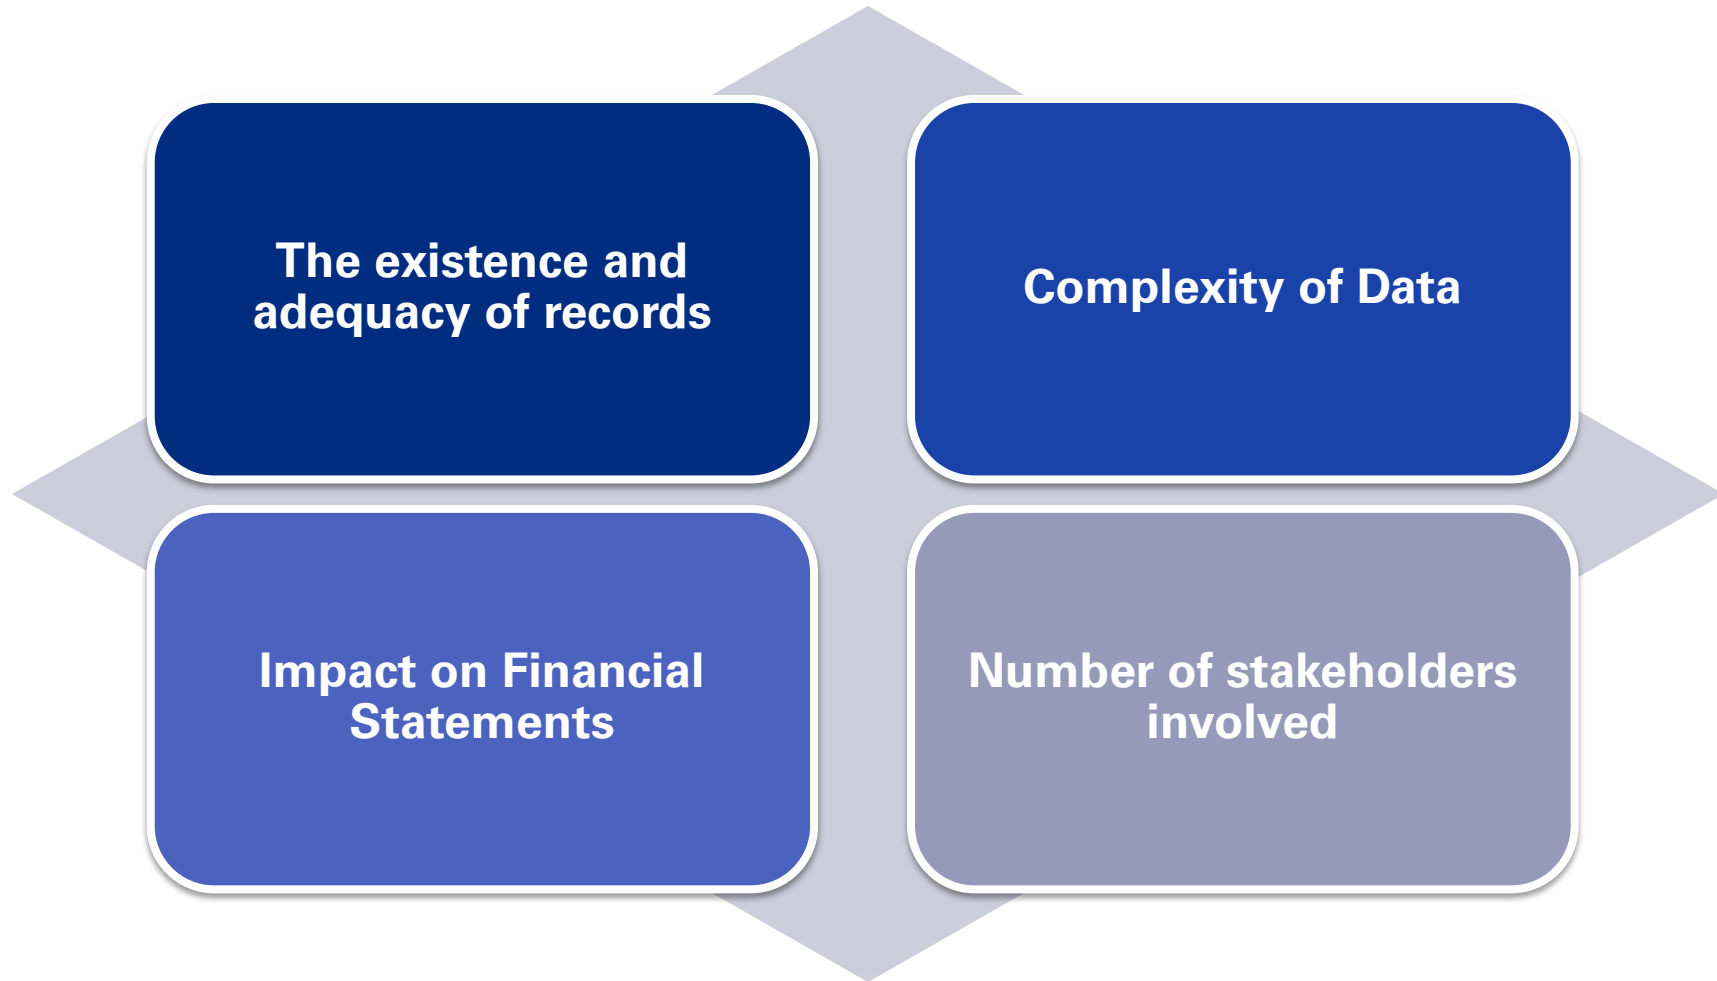 The existence and
adequacy of records
Complexity of Data
Impact on Financial
Statements
Number of stakeholders
involved